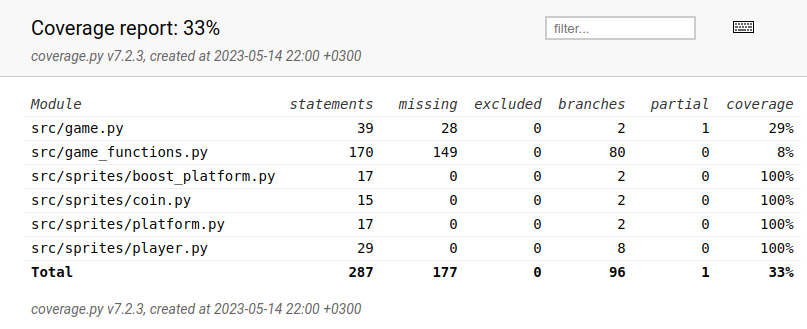 Coverage report: 33%
filter...
coverage.py v7.2.3, created at 2023-05-14 22:00 +0300
Module statements missing excluded branches partial coverage
src/game.py 39 28 0 2 1 29%
src/game_functions.py 170 149 0 80 0 8%
src/sprites/boost_platform.py 17 0 0 2 0 100%
src/sprites/coin.py 15 0 0 2 0 100%
src/sprites/platform.py 17 0 0 2 0 100%
src/sprites/player.py 29 0 0 8 0 100%
Total 287 177 0 96 1 33%
coverage.py v7.2.3, created at 2023-05-14 22:00 +0300